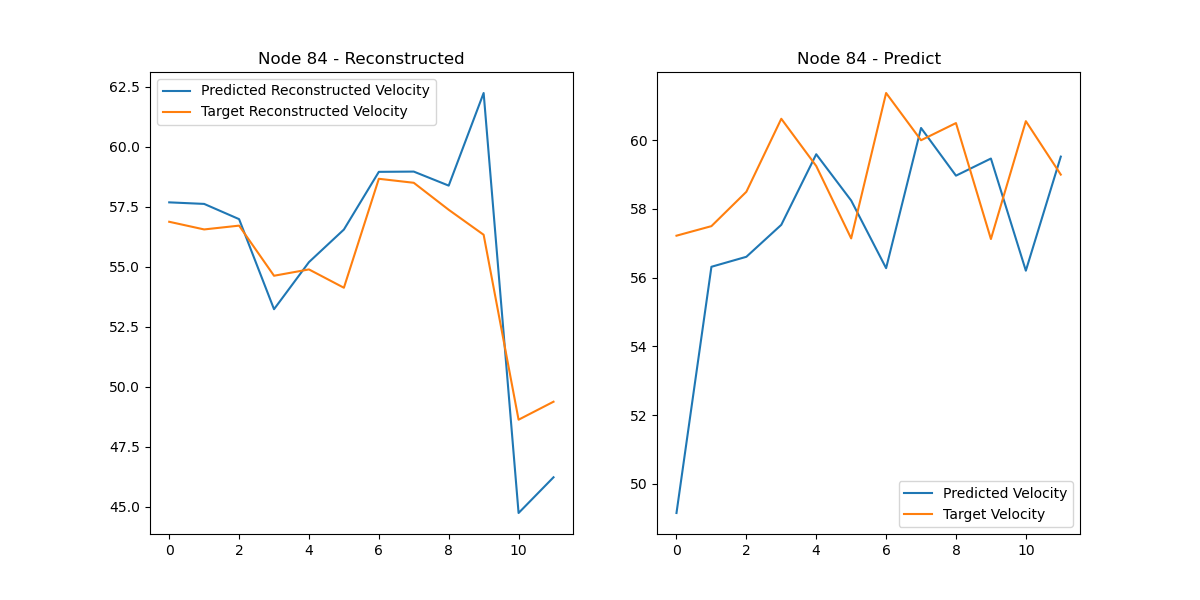 Node 84 - Reconstructed
Predicted Reconstructed Velocity
Target Reconstructed Velocity
62.5
60.0
57.5
55.0
52.5
50.0
47.5
45.0
0 2 4 6 8 10
Node 84 - Predict
60
58
56
54
52
50
Predicted Velocity
Target Velocity
0 2 4 6 8 10